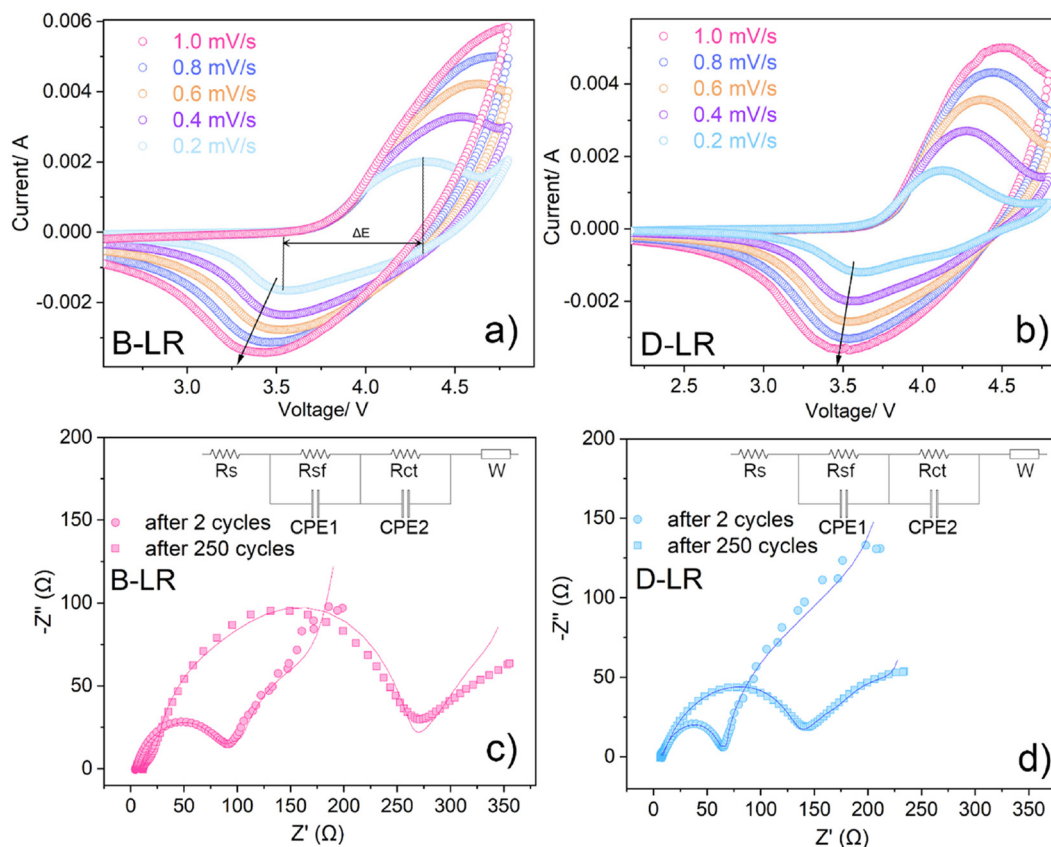 0.006
0.004
0.002
0.000
-0.002
Current/ A
1.0 mV/s
0.8 mV/s
0.6 mV/s
0.4 mV/s
0.2 mV/s
ΔE
B-LR
a)
2.5 3.0 3.5 4.0 4.5
Voltage/ V
0.004
0.002
0.000
-0.002
Current/ A
1.0 mV/s
0.8 mV/s
0.6 mV/s
0.4 mV/s
0.2 mV/s
D-LR
b)
2.5 3.0 3.5 4.0 4.5
Voltage/ V
200
150
100
50
0
-Z'' (Ω)
Rs Rsf Rct W
CPE1 CPE2
after 2 cycles
after 250 cycles
B-LR
c)
0 50 100 150 200 250 300 350
Z' (Ω)
200
150
100
50
0
-Z'' (Ω)
Rs Rsf Rct W
CPE1 CPE2
after 2 cycles
after 250 cycles
D-LR
d)
0 50 100 150 200 250 300 350
Z' (Ω)